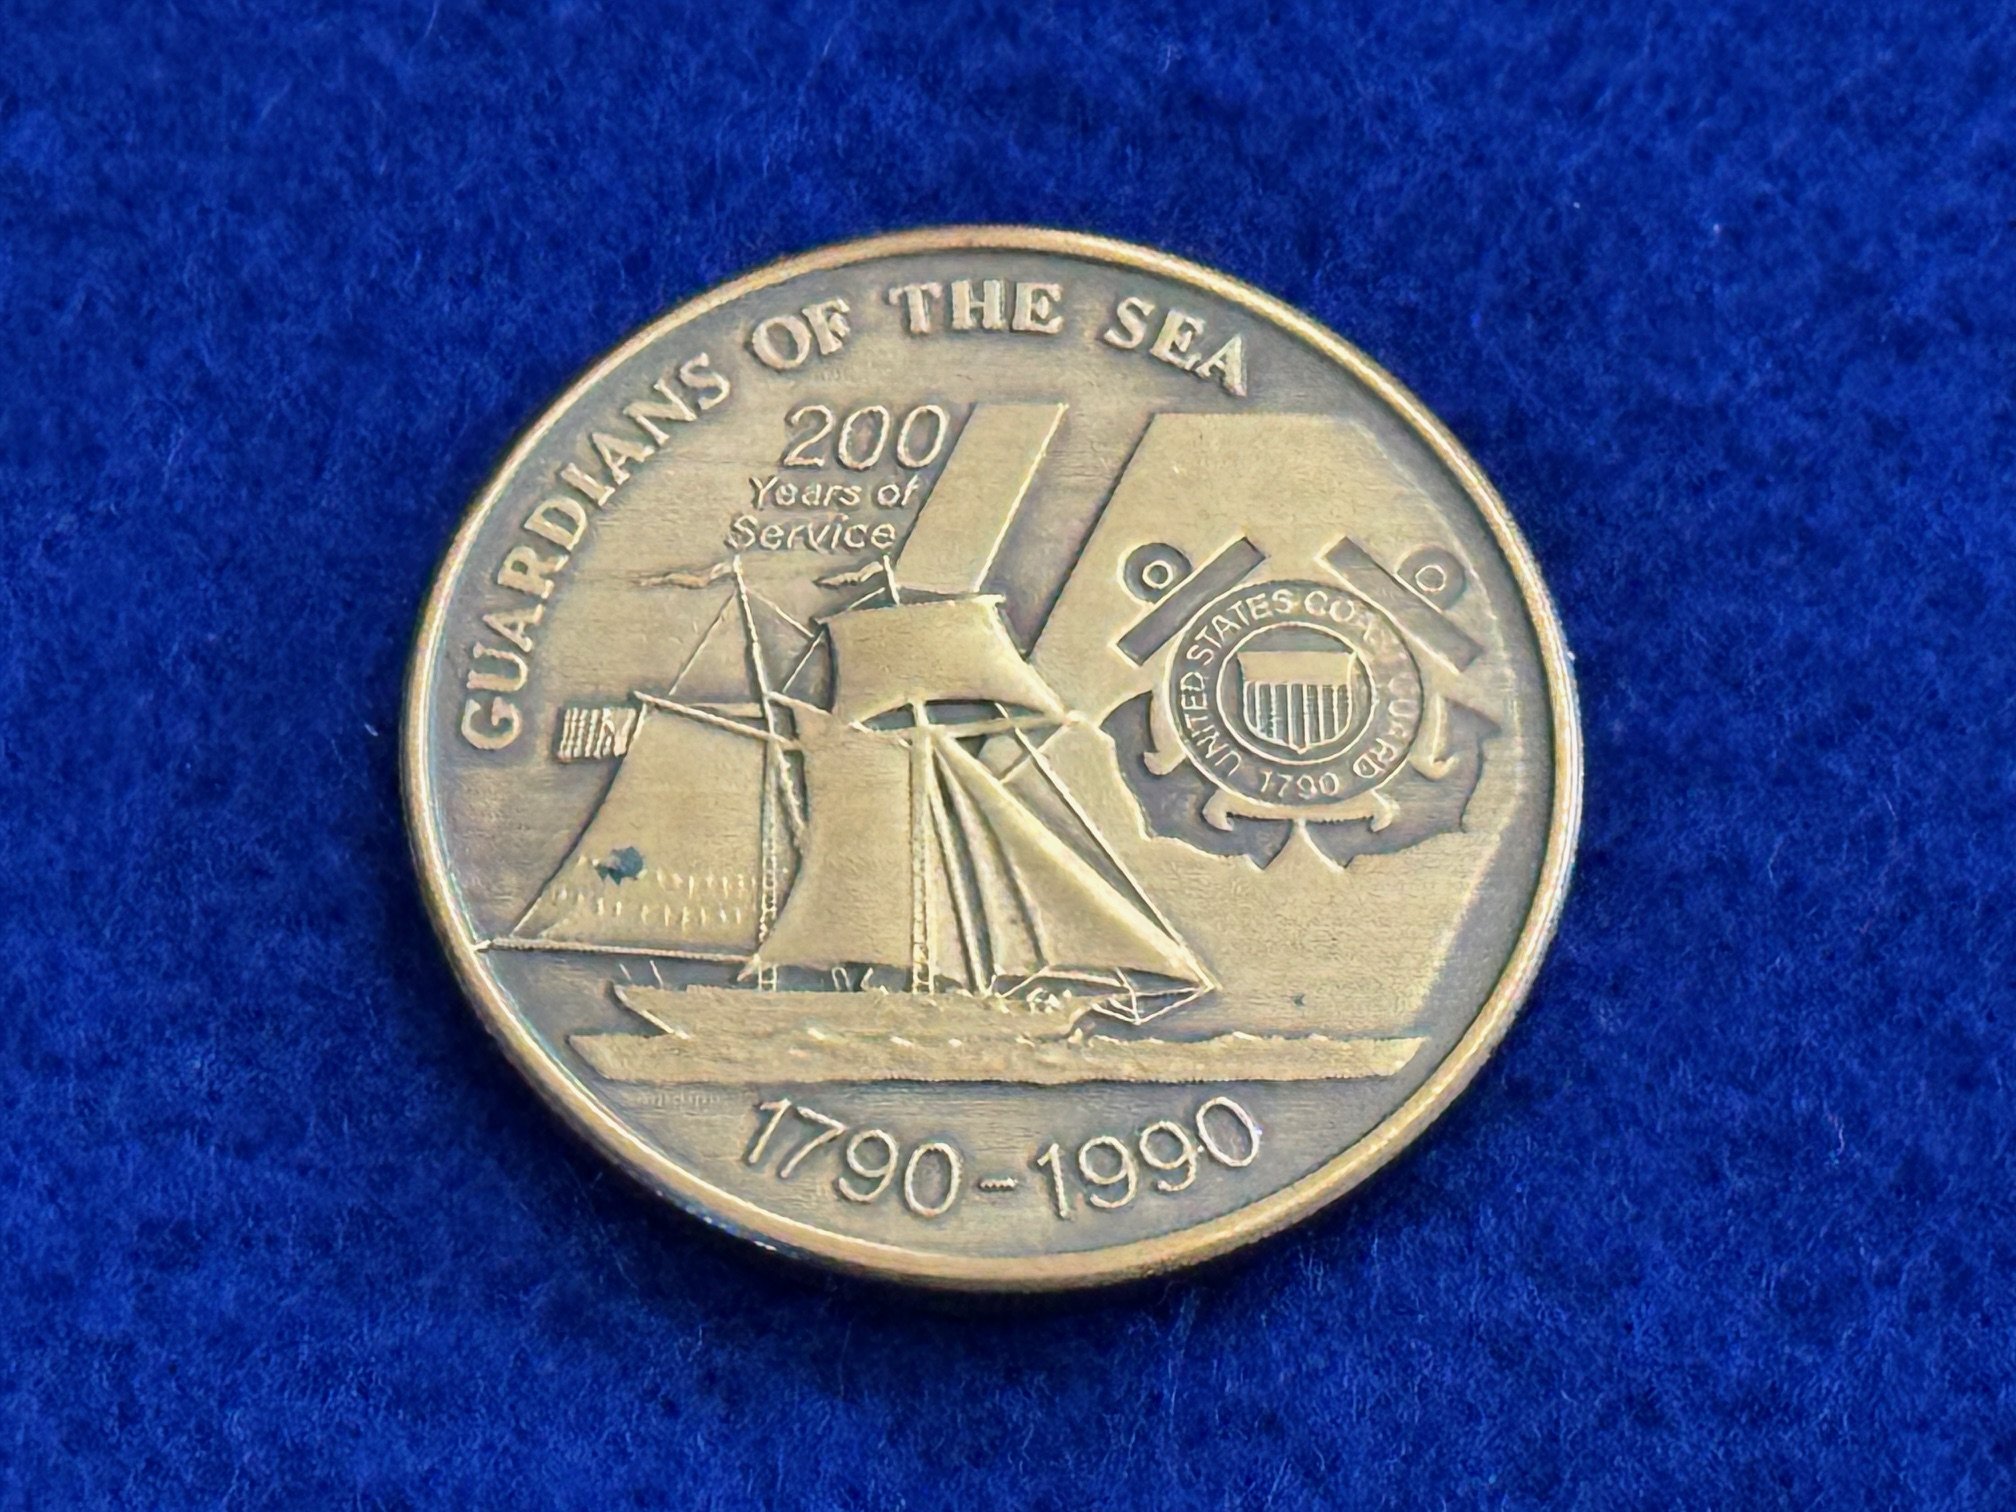 GUARDIANS OF THE SEA
200
Years of
Service
UNITED STATES COAST GUARD
1790
1790-1990